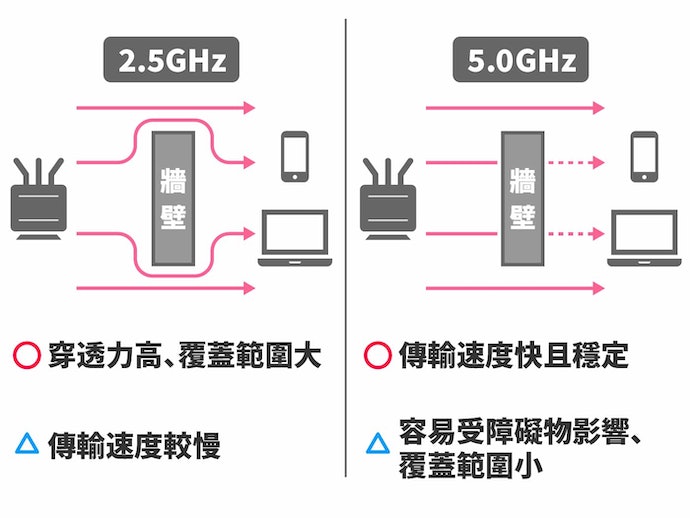 2.5GHz
牆壁
穿透力高、覆蓋範圍大
傳輸速度較慢
5.0GHz
牆壁
傳輸速度快且穩定
容易受障礙物影響、
覆蓋範圍小